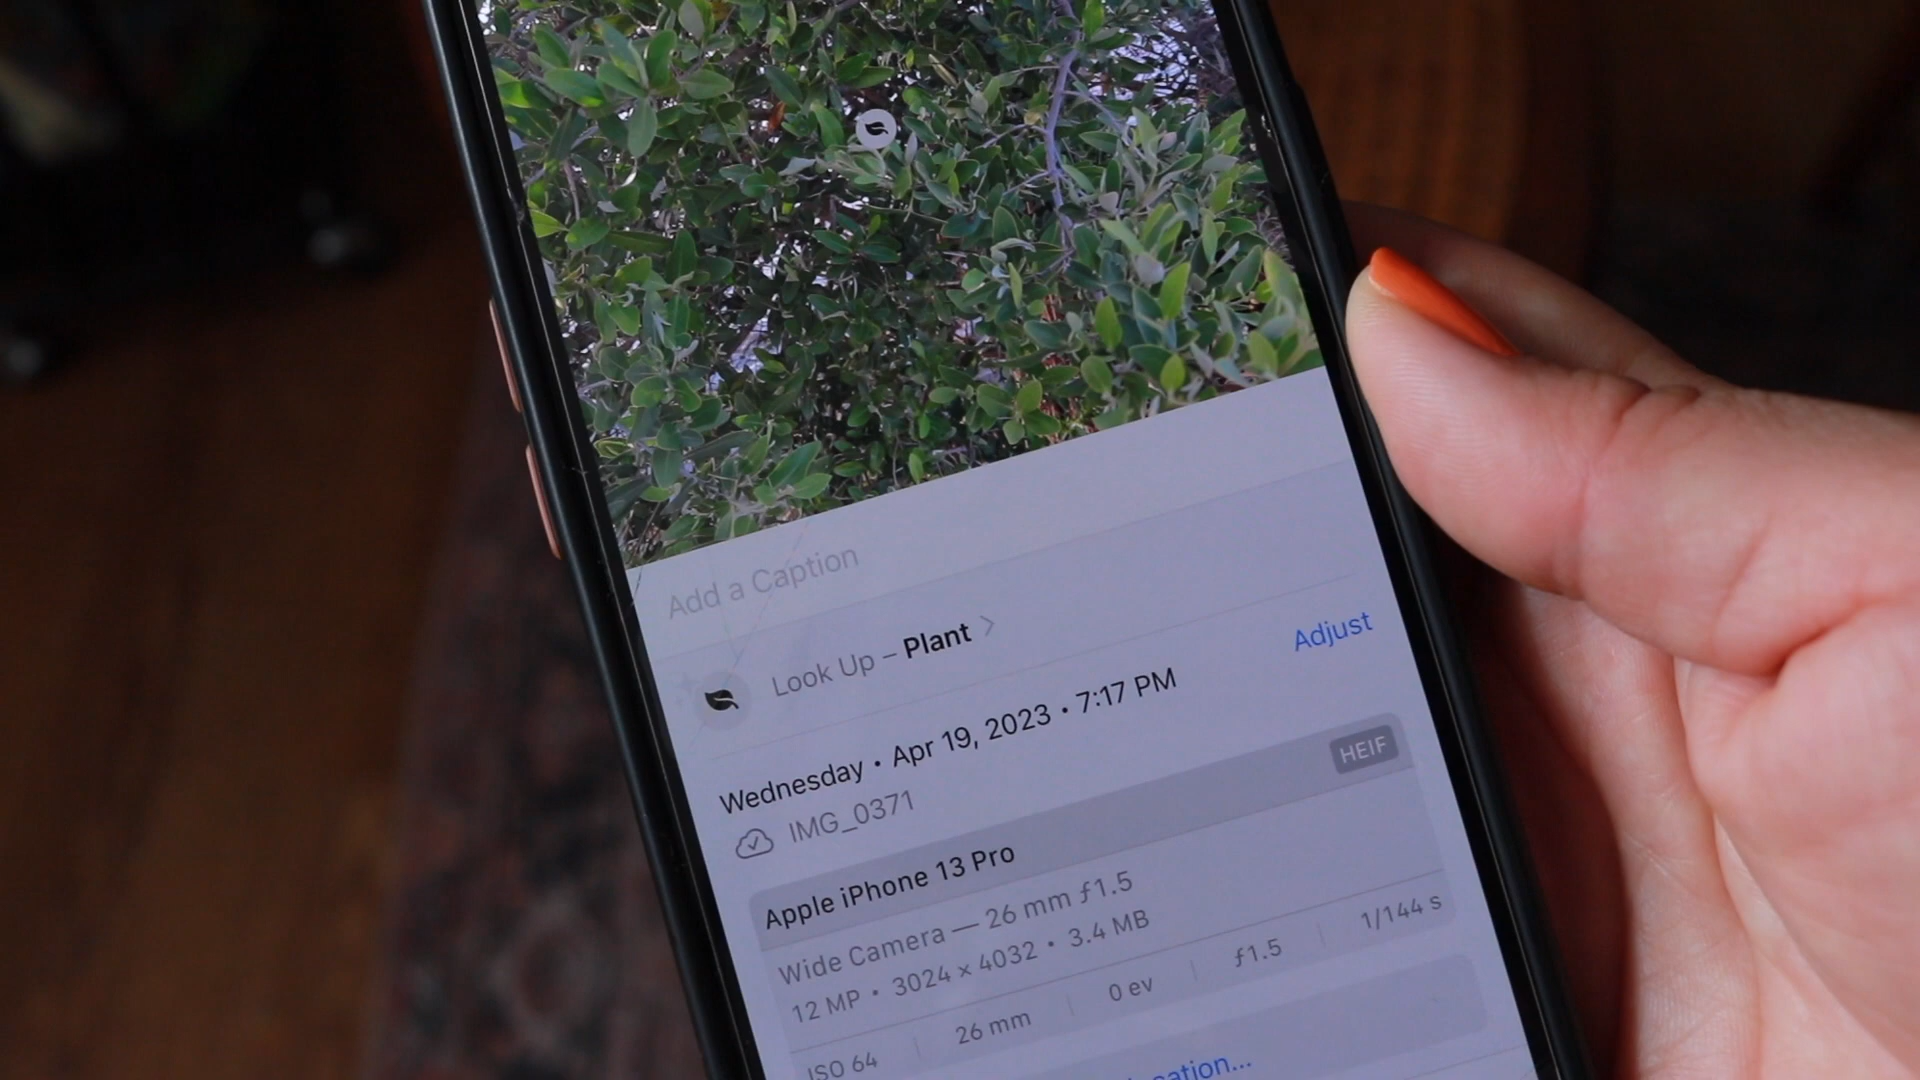 Add a Caption
Look Up – Plant
Adjust
Wednesday • Apr 19, 2023 • 7:17 PM
IMG_0371
HEIF
Apple iPhone 13 Pro
Wide Camera — 26 mm ƒ1.5
12 MP • 3024 × 4032 • 3.4 MB
ISO 64 26 mm 0 ev ƒ1.5 1/144 s